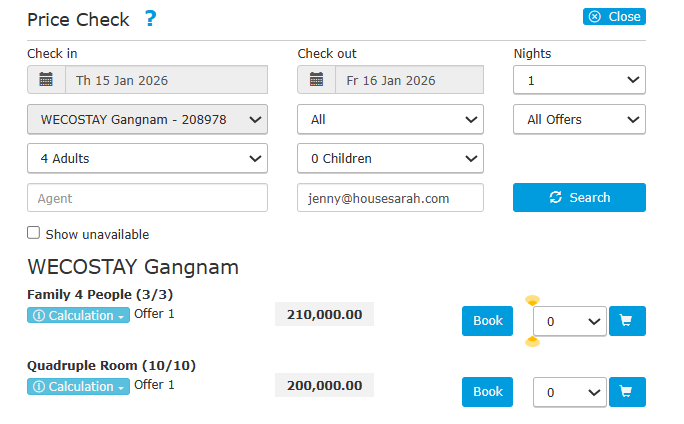 Price Check ?
Close
Check in
Check out
Nights
Th 15 Jan 2026
Fr 16 Jan 2026
1
WECOSTAY Gangnam - 208978
All
All Offers
4 Adults
0 Children
Agent
jenny@housesarah.com
Search
Show unavailable
WECOSTAY Gangnam
Family 4 People (3/3)
Calculation Offer 1
210,000.00
Book
0
Quadruple Room (10/10)
Calculation Offer 1
200,000.00
Book
0